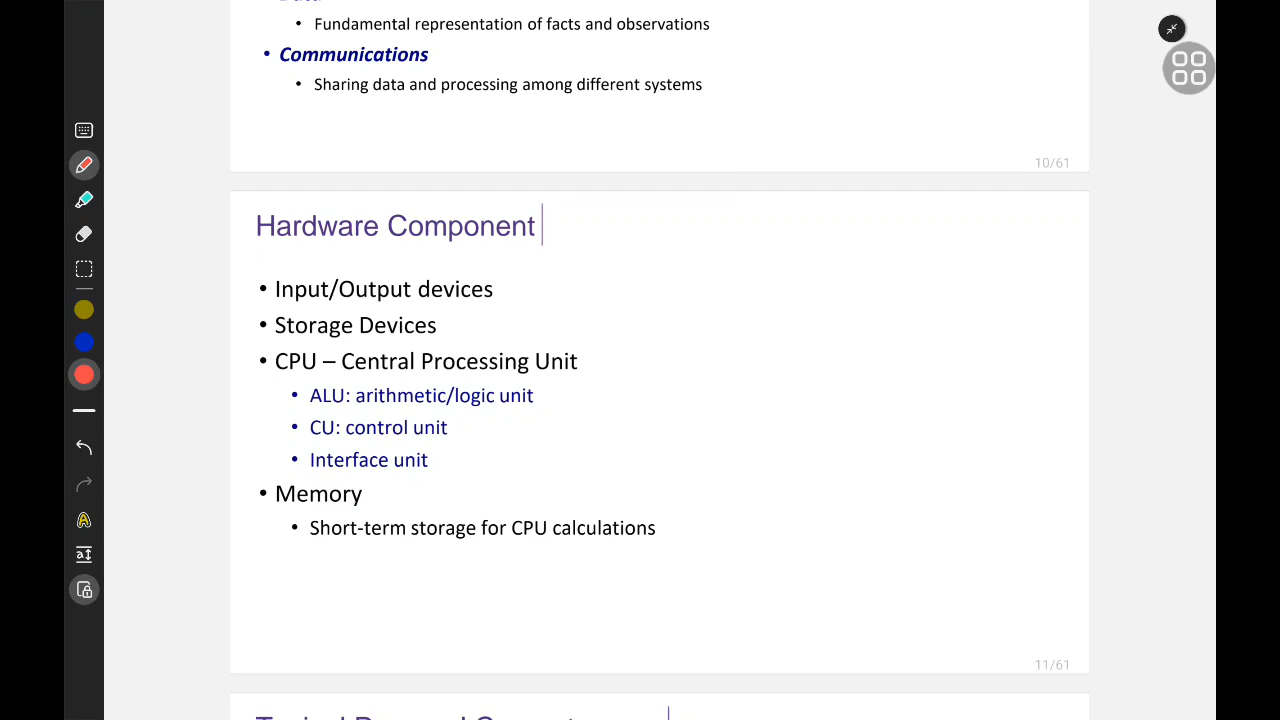 • Fundamental representation of facts and observations
• Communications
• Sharing data and processing among different systems
10/61
Hardware Component
• Input/Output devices
• Storage Devices
• CPU – Central Processing Unit
• ALU: arithmetic/logic unit
• CU: control unit
• Interface unit
• Memory
• Short-term storage for CPU calculations
11/61